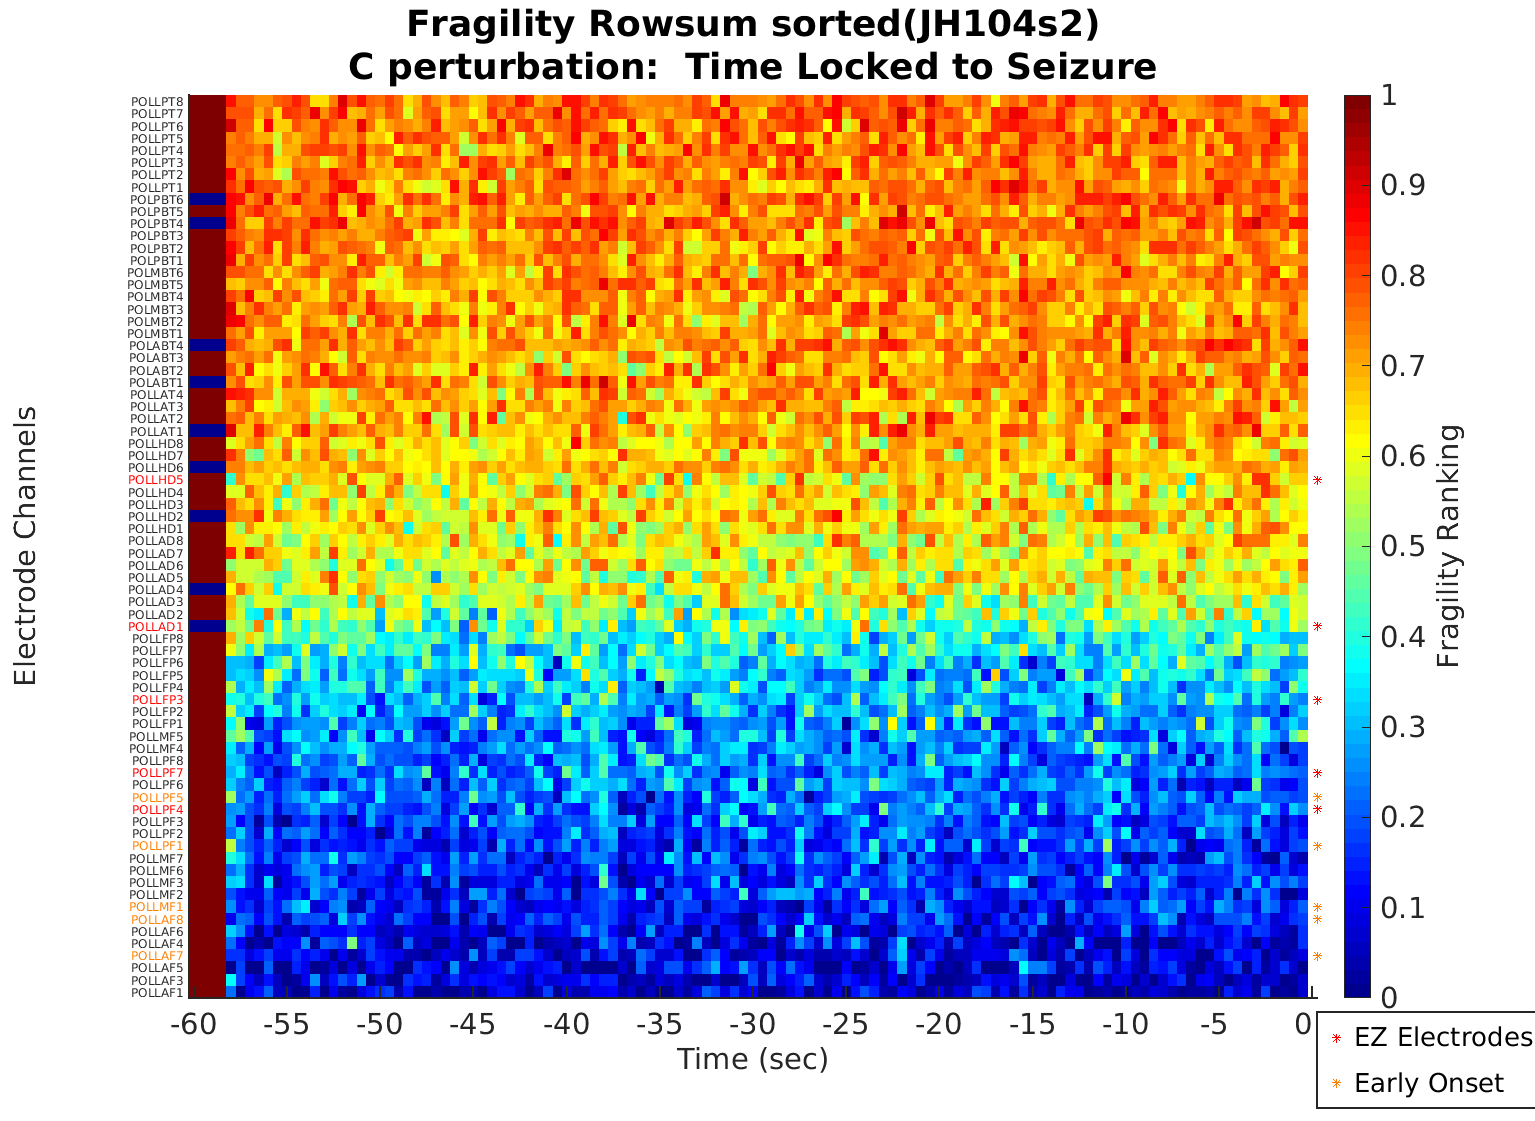 Fragility Rowsum sorted(JH104s2)
C perturbation:  Time Locked to Seizure
Electrode Channels
POLLPT8
POLLPT7
POLLPT6
POLLPT5
POLLPT4
POLLPT3
POLLPT2
POLLPT1
POLPBT6
POLPBT5
POLPBT4
POLPBT3
POLPBT2
POLPBT1
POLMBT6
POLMBT5
POLMBT4
POLMBT3
POLMBT2
POLMBT1
POLABT4
POLABT3
POLABT2
POLABT1
POLLAT4
POLLAT3
POLLAT2
POLLAT1
POLLHD8
POLLHD7
POLLHD6
POLLHD5
POLLHD4
POLLHD3
POLLHD2
POLLHD1
POLLAD8
POLLAD7
POLLAD6
POLLAD5
POLLAD4
POLLAD3
POLLAD2
POLLAD1
POLLFP8
POLLFP7
POLLFP6
POLLFP5
POLLFP4
POLLFP3
POLLFP2
POLLFP1
POLLMF5
POLLMF4
POLLPF8
POLLPF7
POLLPF6
POLLPF5
POLLPF4
POLLPF3
POLLPF2
POLLPF1
POLLMF7
POLLMF6
POLLMF3
POLLMF2
POLLMF1
POLLAF8
POLLAF6
POLLAF4
POLLAF7
POLLAF5
POLLAF3
POLLAF1
-60 -55 -50 -45 -40 -35 -30 -25 -20 -15 -10 -5 0
Time (sec)
1
0.9
0.8
0.7
0.6
0.5
0.4
0.3
0.2
0.1
0
Fragility Ranking
EZ Electrodes
Early Onset